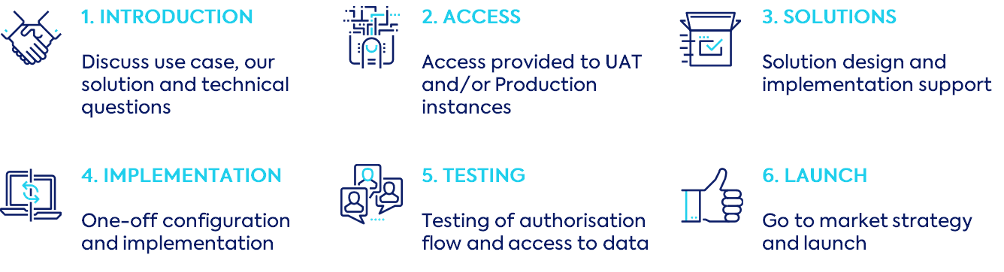 1. INTRODUCTION
Discuss use case, our
solution and technical
questions
2. ACCESS
Access provided to UAT
and/or Production
instances
3. SOLUTIONS
Solution design and
implementation support
4. IMPLEMENTATION
One-off configuration
and implementation
5. TESTING
Testing of authorisation
flow and access to data
6. LAUNCH
Go to market strategy
and launch